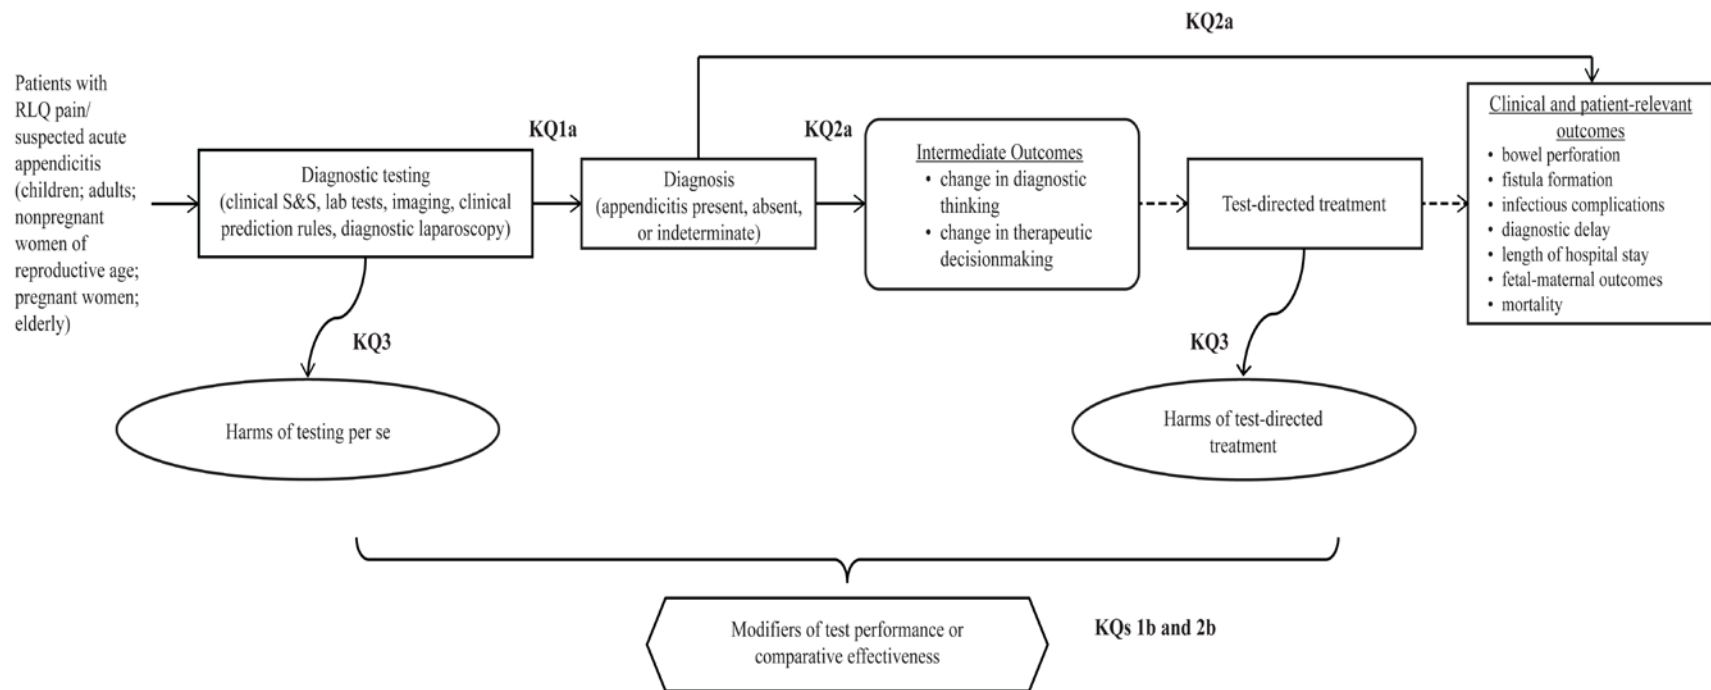 KQ2a
Patients with
RLQ pain/
suspected acute
appendicitis
(children; adults;
nonpregnant
women of
reproductive age;
pregnant women;
elderly)
KQ1a
Diagnostic testing
(clinical S&S, lab tests, imaging, clinical
prediction rules, diagnostic laparoscopy)
KQ2a
Diagnosis
(appendicitis present, absent,
or indeterminate)
Intermediate Outcomes
• change in diagnostic
thinking
• change in therapeutic
decisionmaking
Test-directed treatment
Clinical and patient-relevant
outcomes
• bowel perforation
• fistula formation
• infectious complications
• diagnostic delay
• length of hospital stay
• fetal-maternal outcomes
• mortality
KQ3
Harms of testing per se
KQ3
Harms of test-directed
treatment
Modifiers of test performance or
comparative effectiveness
KQs 1b and 2b